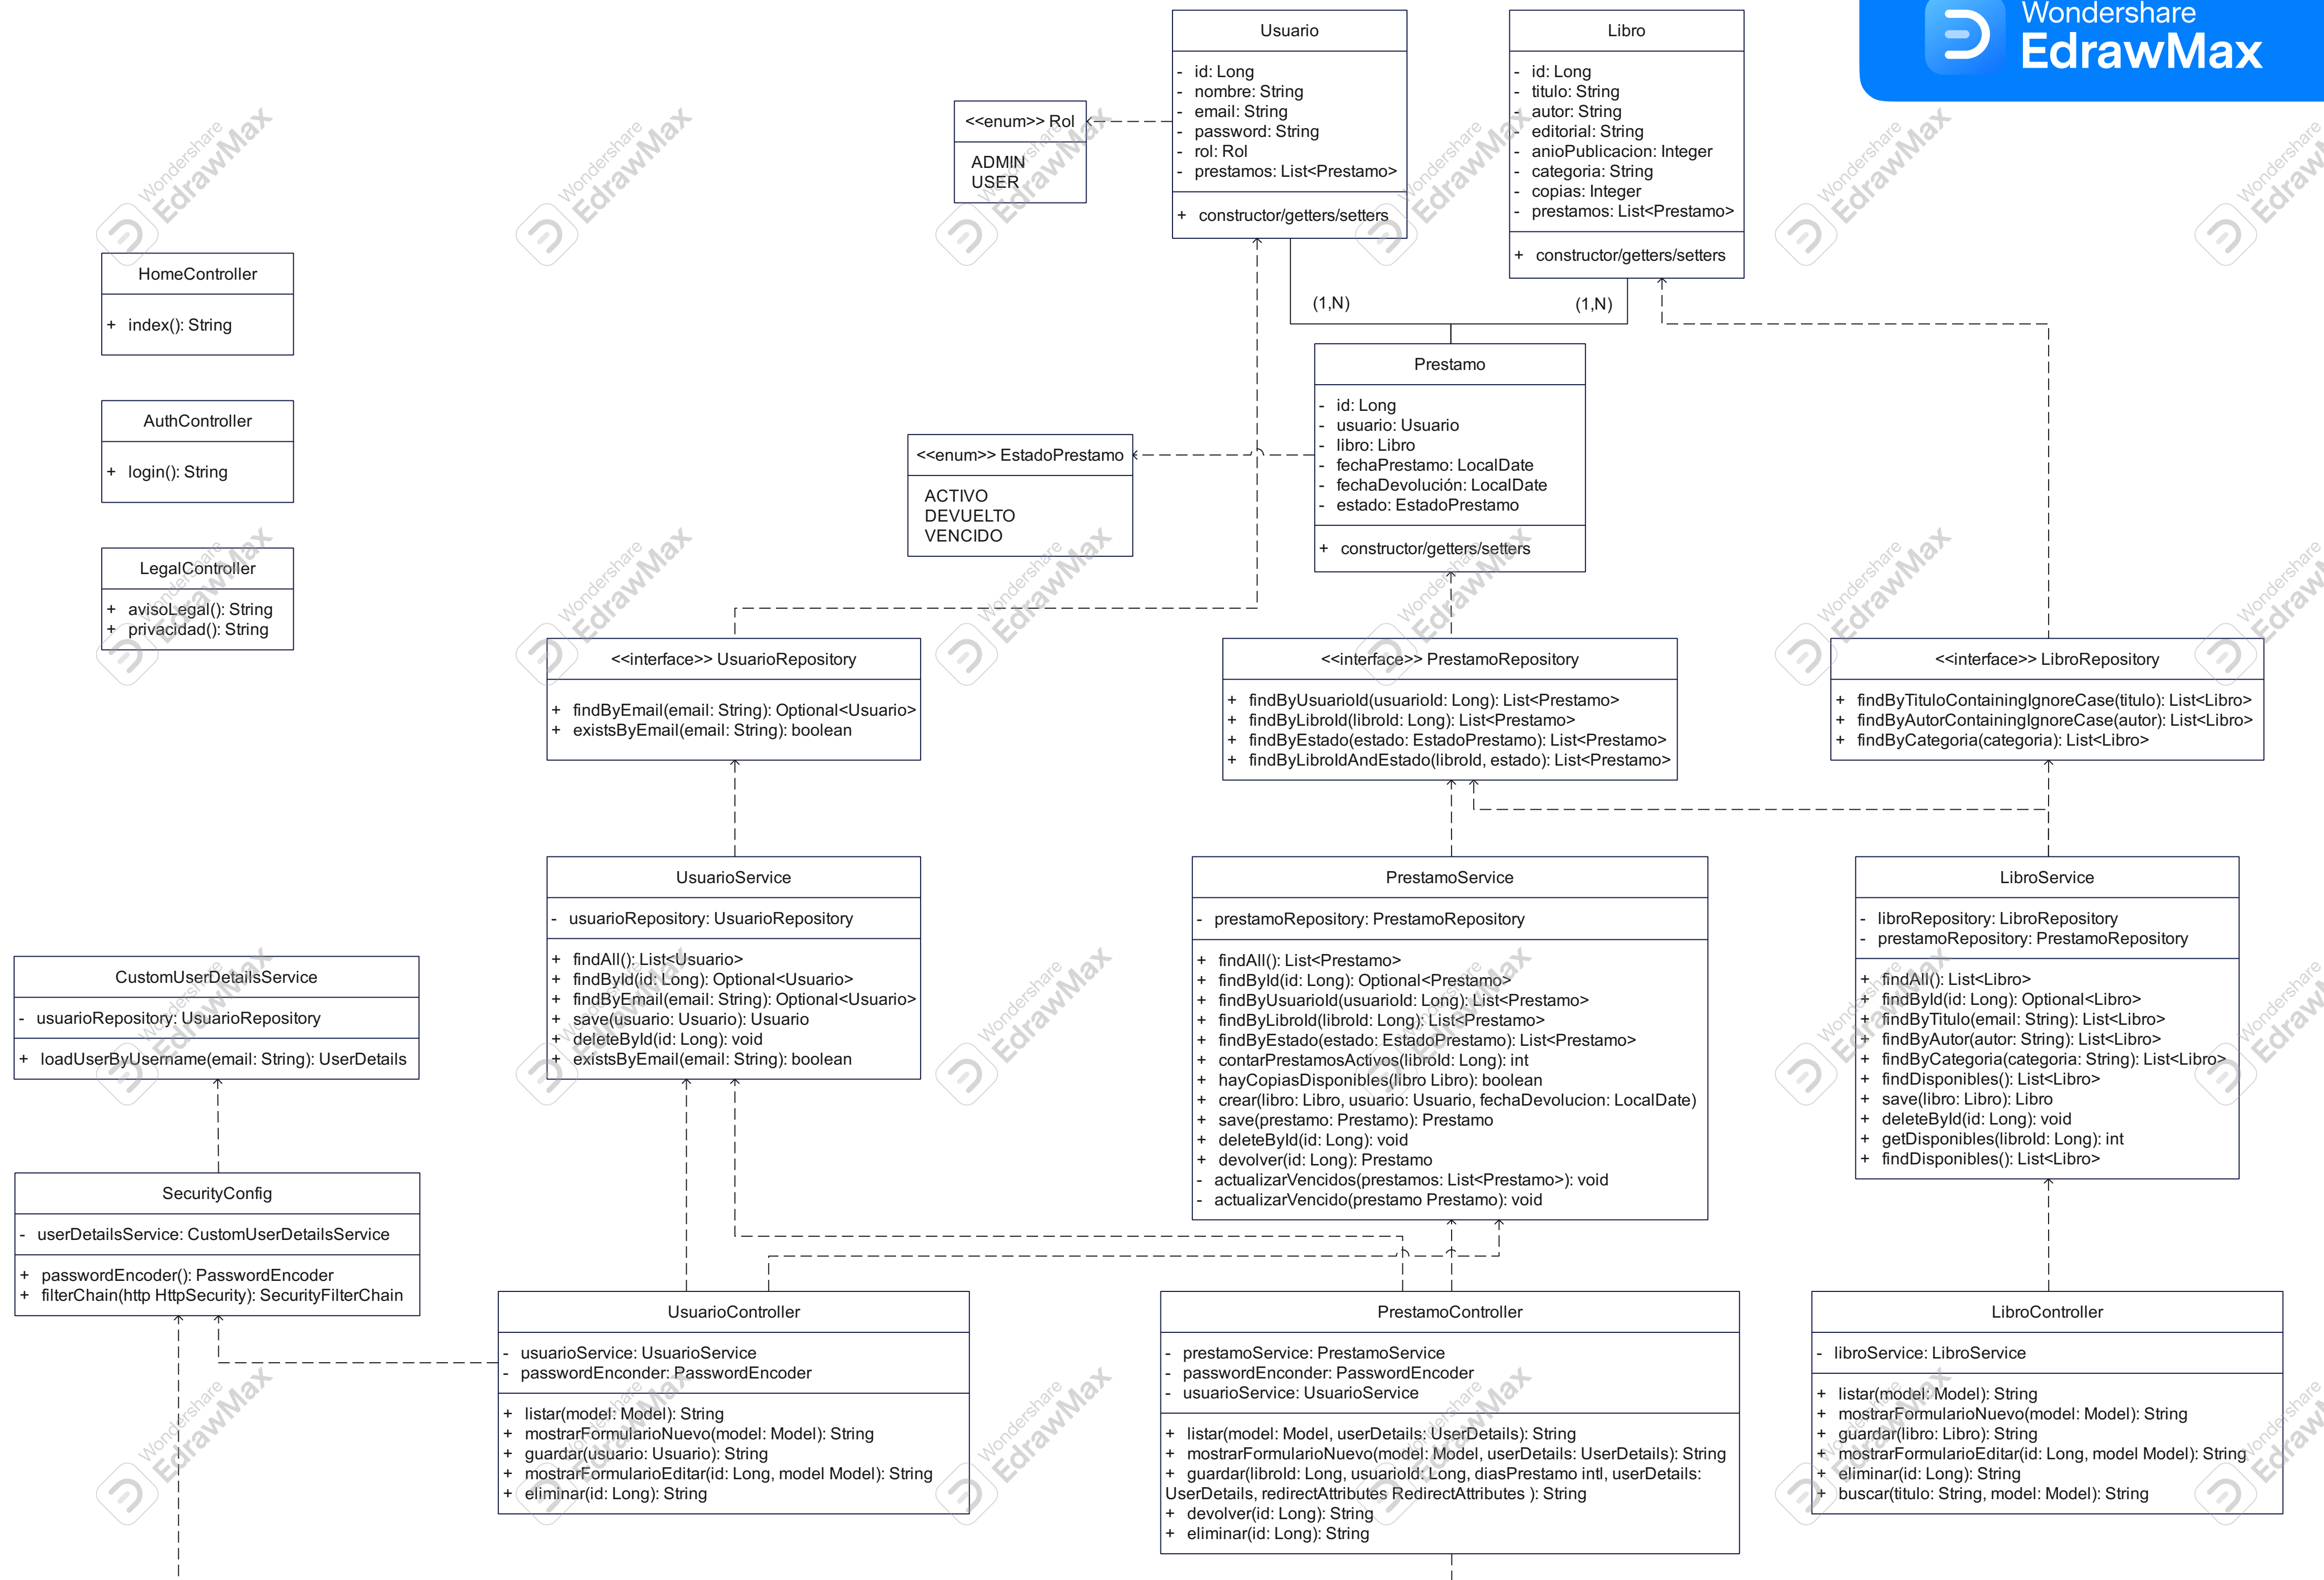 Wondershare
EdrawMax
Usuario
- id: Long
- nombre: String
- email: String
- password: String
- rol: Rol
- prestamos: List<Prestamo>
+ constructor/getters/setters
Libro
- id: Long
- titulo: String
- autor: String
- editorial: String
- anioPublicacion: Integer
- categoria: String
- copias: Integer
- prestamos: List<Prestamo>
+ constructor/getters/setters
<<enum>> Rol
ADMIN
USER
(1,N)
(1,N)
HomeController
+ index(): String
AuthController
+ login(): String
LegalController
+ avisoLegal(): String
+ privacidad(): String
Prestamo
- id: Long
- usuario: Usuario
- libro: Libro
- fechaPrestamo: LocalDate
- fechaDevolución: LocalDate
- estado: EstadoPrestamo
+ constructor/getters/setters
<<enum>> EstadoPrestamo
ACTIVO
DEVUELTO
VENCIDO
<<interface>> UsuarioRepository
+ findByEmail(email: String): Optional<Usuario>
+ existsByEmail(email: String): boolean
<<interface>> PrestamoRepository
+ findByUsuarioId(usuarioId: Long): List<Prestamo>
+ findByLibroId(libroId: Long): List<Prestamo>
+ findByEstado(estado: EstadoPrestamo): List<Prestamo>
+ findByLibroIdAndEstado(libroId, estado): List<Prestamo>
<<interface>> LibroRepository
+ findByTituloContainingIgnoreCase(titulo): List<Libro>
+ findByAutorContainingIgnoreCase(autor): List<Libro>
+ findByCategoria(categoria): List<Libro>
UsuarioService
- usuarioRepository: UsuarioRepository
+ findAll(): List<Usuario>
+ findById(id: Long): Optional<Usuario>
+ findByEmail(email: String): Optional<Usuario>
+ save(usuario: Usuario): Usuario
+ deleteById(id: Long): void
+ existsByEmail(email: String): boolean
PrestamoService
- prestamoRepository: PrestamoRepository
+ findAll(): List<Prestamo>
+ findById(id: Long): Optional<Prestamo>
+ findByUsuarioId(usuarioId: Long): List<Prestamo>
+ findByLibroId(libroId: Long): List<Prestamo>
+ findByEstado(estado: EstadoPrestamo): List<Prestamo>
+ contarPrestamosActivos(libroId: Long): int
+ hayCopiasDisponibles(libro Libro): boolean
+ crear(libro: Libro, usuario: Usuario, fechaDevolucion: LocalDate)
+ save(prestamo: Prestamo): Prestamo
+ deleteById(id: Long): void
+ devolver(id: Long): Prestamo
- actualizarVencidos(prestamos: List<Prestamo>): void
- actualizarVencido(prestamo Prestamo): void
LibroService
- libroRepository: LibroRepository
- prestamoRepository: PrestamoRepository
+ findAll(): List<Libro>
+ findById(id: Long): Optional<Libro>
+ findByTitulo(email: String): List<Libro>
+ findByAutor(autor: String): List<Libro>
+ findByCategoria(categoria: String): List<Libro>
+ findDisponibles(): List<Libro>
+ save(libro: Libro): Libro
+ deleteById(id: Long): void
+ getDisponibles(libroId: Long): int
+ findDisponibles(): List<Libro>
CustomUserDetailsService
- usuarioRepository: UsuarioRepository
+ loadUserByUsername(email: String): UserDetails
SecurityConfig
- userDetailsService: CustomUserDetailsService
+ passwordEncoder(): PasswordEncoder
+ filterChain(http HttpSecurity): SecurityFilterChain
UsuarioController
- usuarioService: UsuarioService
- passwordEnconder: PasswordEncoder
+ listar(model: Model): String
+ mostrarFormularioNuevo(model: Model): String
+ guardar(usuario: Usuario): String
+ mostrarFormularioEditar(id: Long, model Model): String
+ eliminar(id: Long): String
PrestamoController
- prestamoService: PrestamoService
- passwordEnconder: PasswordEncoder
- usuarioService: UsuarioService
+ listar(model: Model, userDetails: UserDetails): String
+ mostrarFormularioNuevo(model: Model, userDetails: UserDetails): String
+ guardar(libroId: Long, usuarioId: Long, diasPrestamo intl, userDetails:
UserDetails, redirectAttributes RedirectAttributes ): String
+ devolver(id: Long): String
+ eliminar(id: Long): String
LibroController
- libroService: LibroService
+ listar(model: Model): String
+ mostrarFormularioNuevo(model: Model): String
+ guardar(libro: Libro): String
+ mostrarFormularioEditar(id: Long, model Model): String
+ eliminar(id: Long): String
+ buscar(titulo: String, model: Model): String